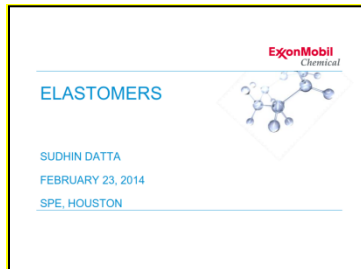 ExxonMobil
Chemical
ELASTOMERS
SUDHIN DATTA
FEBRUARY 23, 2014
SPE, HOUSTON